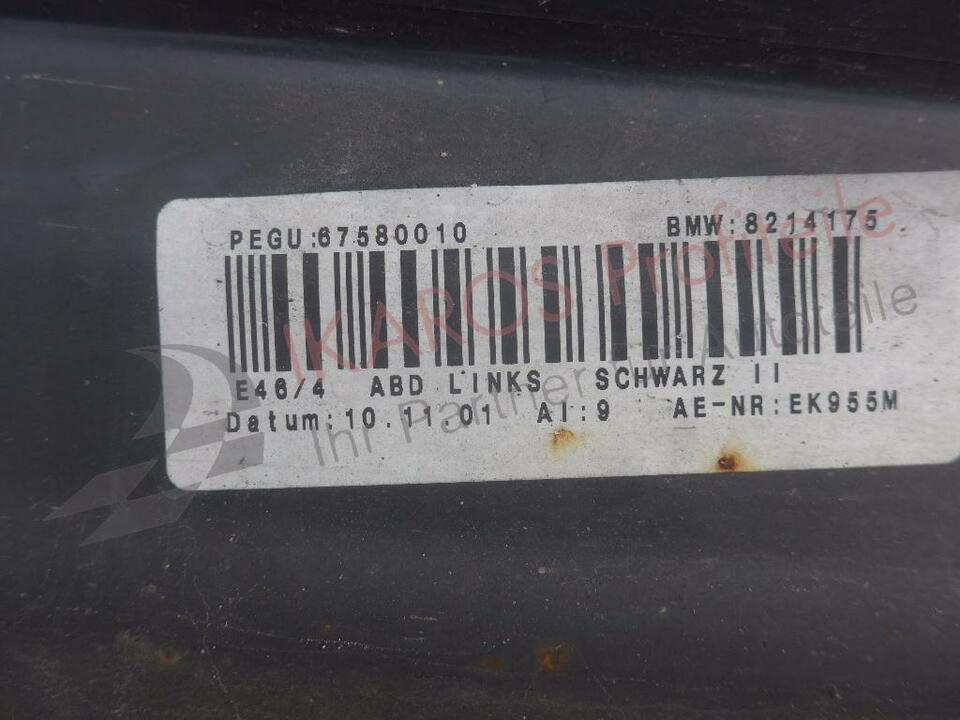 PEGU:67580010 BMW:8214175
E46/4 ABD LINKS SCHWARZ II
Datum:10.11.01 AI:9 AE-NR:EK955M
IKAROS Profiteile
Ihr Partner für Autoteile